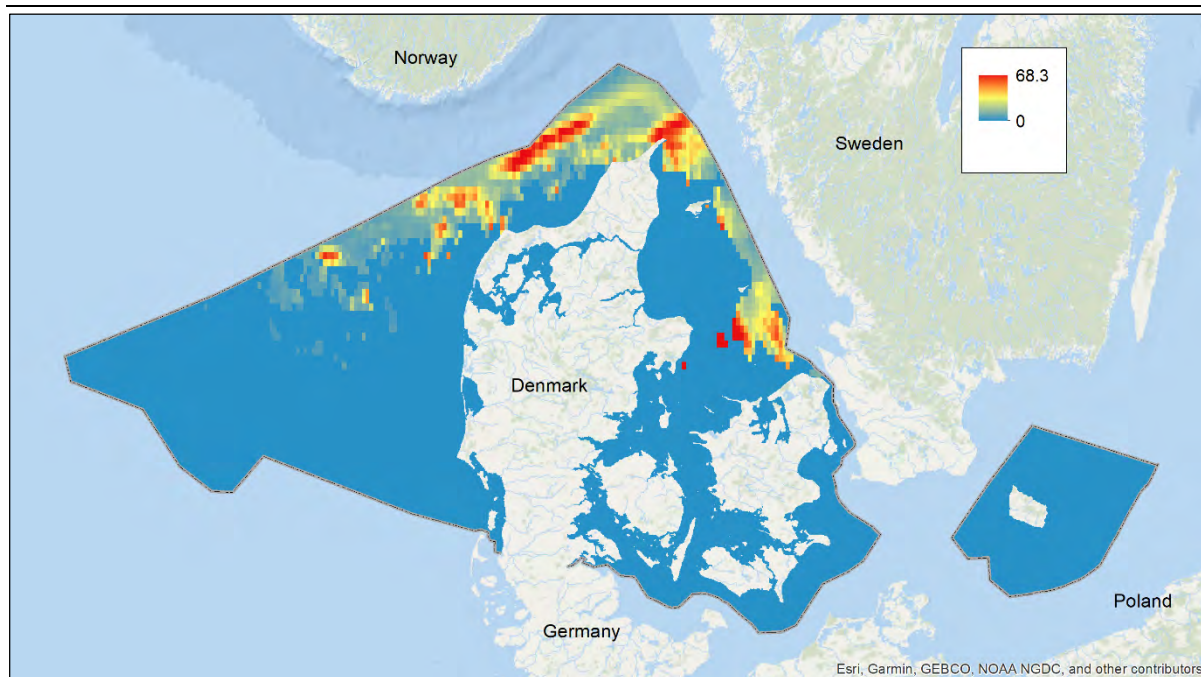 Norway
68.3
0
Sweden
Denmark
Germany
Poland
Esri, Garmin, GEBCO, NOAA NGDC, and other contributors